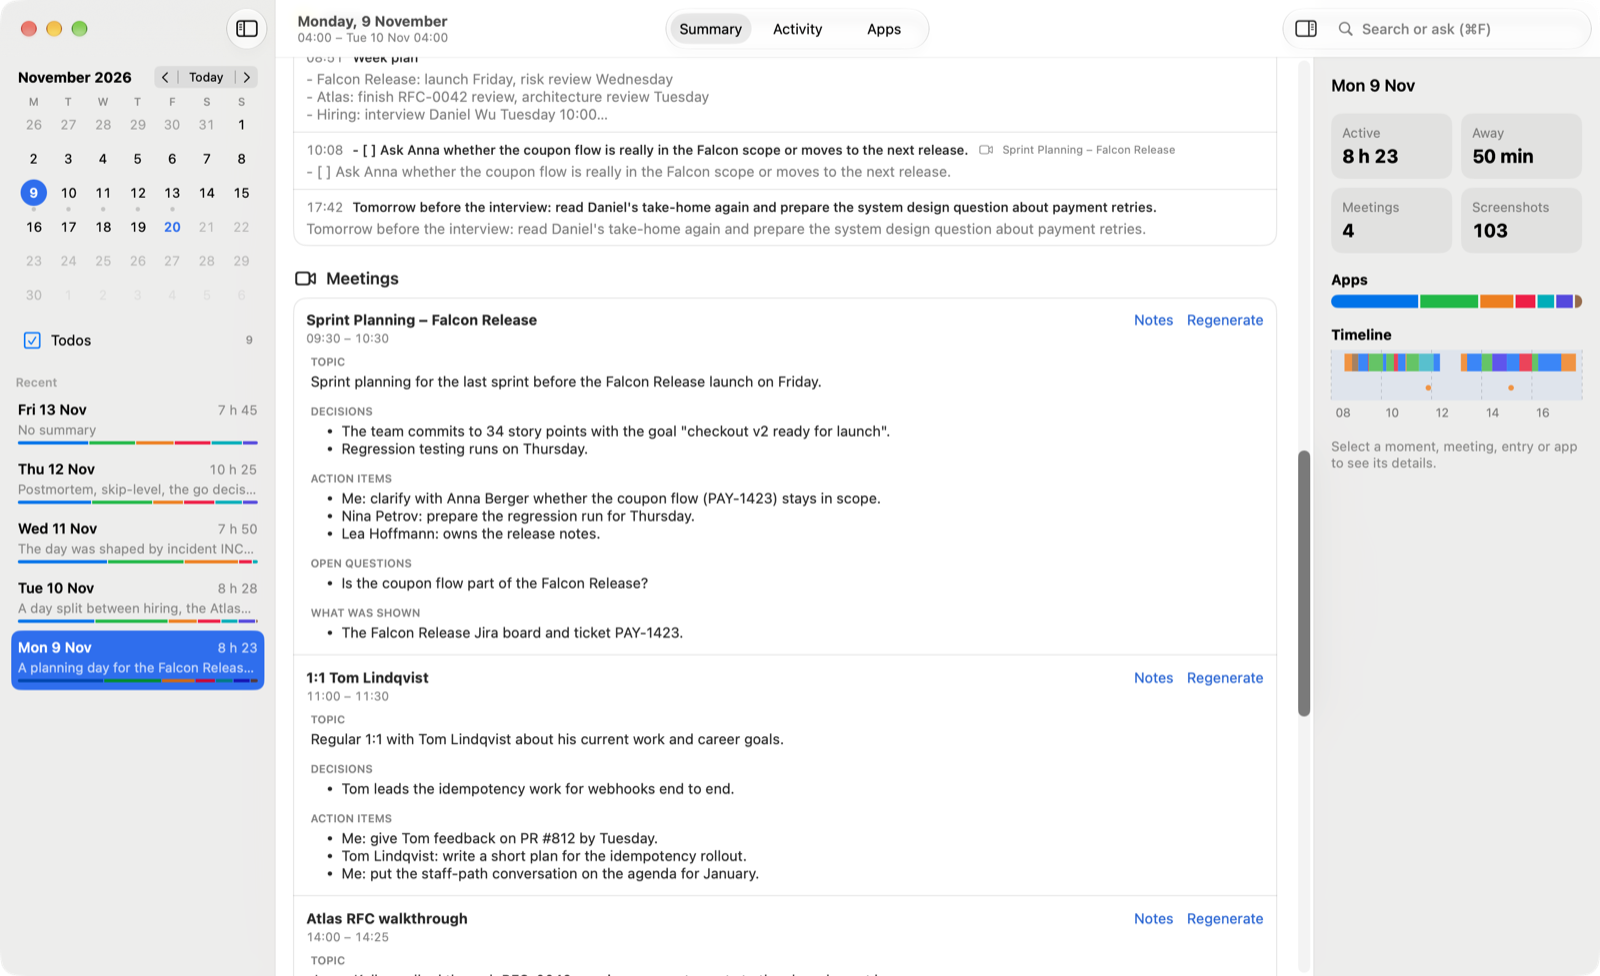 Monday, 9 November
04:00 – Tue 10 Nov 04:00
Summary
Activity
Apps
Search or ask (⌘F)
November 2026
Today
M T W T F S S
26 27 28 29 30 31 1
2 3 4 5 6 7 8
9 10 11 12 13 14 15
16 17 18 19 20 21 22
23 24 25 26 27 28 29
30 1 2 3 4 5 6
Todos 9
Recent
Fri 13 Nov 7 h 45
No summary
Thu 12 Nov 10 h 25
Postmortem, skip-level, the go decis...
Wed 11 Nov 7 h 50
The day was shaped by incident INC...
Tue 10 Nov 8 h 28
A day split between hiring, the Atlas...
Mon 9 Nov 8 h 23
A planning day for the Falcon Releas...
08:51 Week plan
- Falcon Release: launch Friday, risk review Wednesday
- Atlas: finish RFC-0042 review, architecture review Tuesday
- Hiring: interview Daniel Wu Tuesday 10:00...
10:08 - [ ] Ask Anna whether the coupon flow is really in the Falcon scope or moves to the next release. Sprint Planning – Falcon Release
- [ ] Ask Anna whether the coupon flow is really in the Falcon scope or moves to the next release.
17:42 Tomorrow before the interview: read Daniel's take-home again and prepare the system design question about payment retries.
Tomorrow before the interview: read Daniel's take-home again and prepare the system design question about payment retries.
Meetings
Sprint Planning – Falcon Release Notes Regenerate
09:30 – 10:30
TOPIC
Sprint planning for the last sprint before the Falcon Release launch on Friday.
DECISIONS
• The team commits to 34 story points with the goal "checkout v2 ready for launch".
• Regression testing runs on Thursday.
ACTION ITEMS
• Me: clarify with Anna Berger whether the coupon flow (PAY-1423) stays in scope.
• Nina Petrov: prepare the regression run for Thursday.
• Lea Hoffmann: owns the release notes.
OPEN QUESTIONS
• Is the coupon flow part of the Falcon Release?
WHAT WAS SHOWN
• The Falcon Release Jira board and ticket PAY-1423.
1:1 Tom Lindqvist Notes Regenerate
11:00 – 11:30
TOPIC
Regular 1:1 with Tom Lindqvist about his current work and career goals.
DECISIONS
• Tom leads the idempotency work for webhooks end to end.
ACTION ITEMS
• Me: give Tom feedback on PR #812 by Tuesday.
• Tom Lindqvist: write a short plan for the idempotency rollout.
• Me: put the staff-path conversation on the agenda for January.
Atlas RFC walkthrough Notes Regenerate
14:00 – 14:25
TOPIC
Mon 9 Nov
Active
8 h 23
Away
50 min
Meetings
4
Screenshots
103
Apps
Timeline
08 10 12 14 16
Select a moment, meeting, entry or app
to see its details.